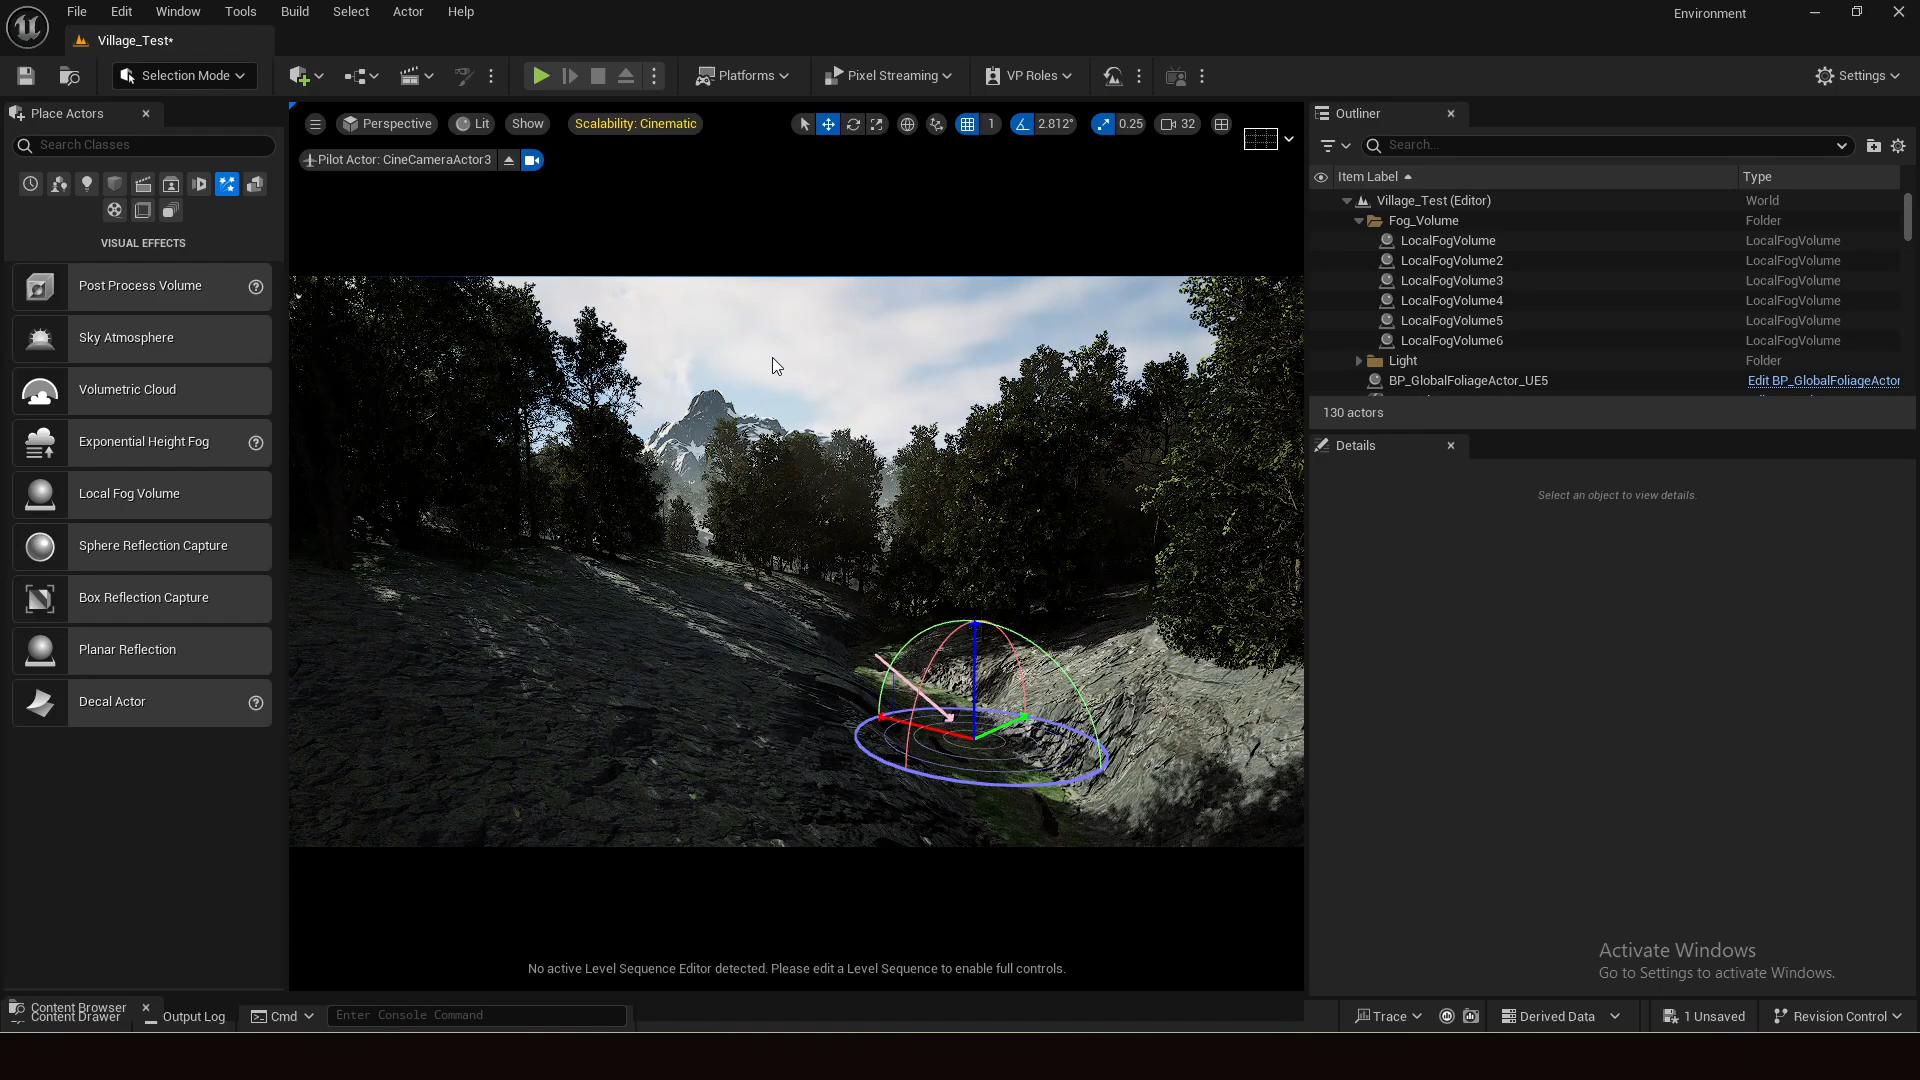 File Edit Window Tools Build Select Actor Help
Environment
Village_Test*
Selection Mode
Platforms
Pixel Streaming
VP Roles
Settings
Place Actors
Search Classes
VISUAL EFFECTS
Post Process Volume
Sky Atmosphere
Volumetric Cloud
Exponential Height Fog
Local Fog Volume
Sphere Reflection Capture
Box Reflection Capture
Planar Reflection
Decal Actor
Perspective Lit Show Scalability: Cinematic 1 2.812° 0.25 32
Pilot Actor: CineCameraActor3
No active Level Sequence Editor detected. Please edit a Level Sequence to enable full controls.
Outliner
Search...
Item Label Type
Village_Test (Editor) World
Fog_Volume Folder
LocalFogVolume LocalFogVolume
LocalFogVolume2 LocalFogVolume
LocalFogVolume3 LocalFogVolume
LocalFogVolume4 LocalFogVolume
LocalFogVolume5 LocalFogVolume
LocalFogVolume6 LocalFogVolume
Light Folder
BP_GlobalFoliageActor_UE5 Edit BP_GlobalFoliageActor
130 actors
Details
Select an object to view details.
Activate Windows
Go to Settings to activate Windows.
Content Browser
Content Drawer Output Log Cmd Enter Console Command
Trace Derived Data 1 Unsaved Revision Control